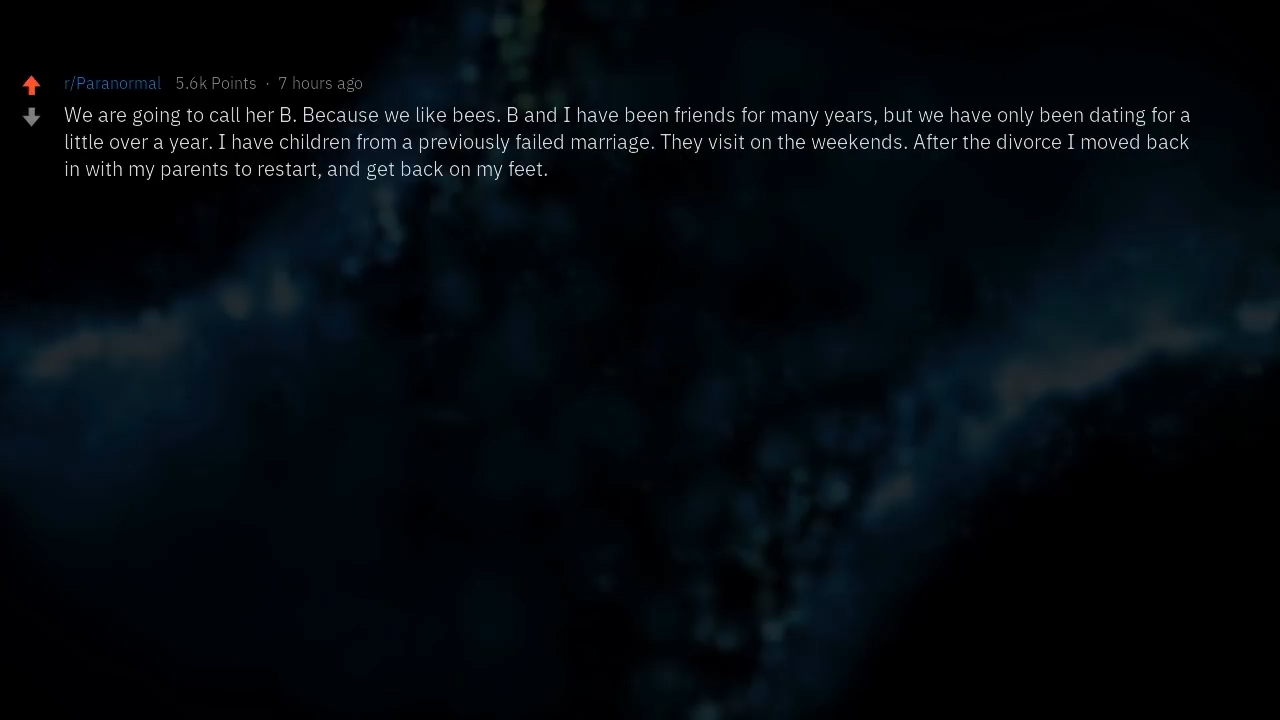 r/Paranormal 5.6k Points · 7 hours ago
We are going to call her B. Because we like bees. B and I have been friends for many years, but we have only been dating for a
little over a year. I have children from a previously failed marriage. They visit on the weekends. After the divorce I moved back
in with my parents to restart, and get back on my feet.